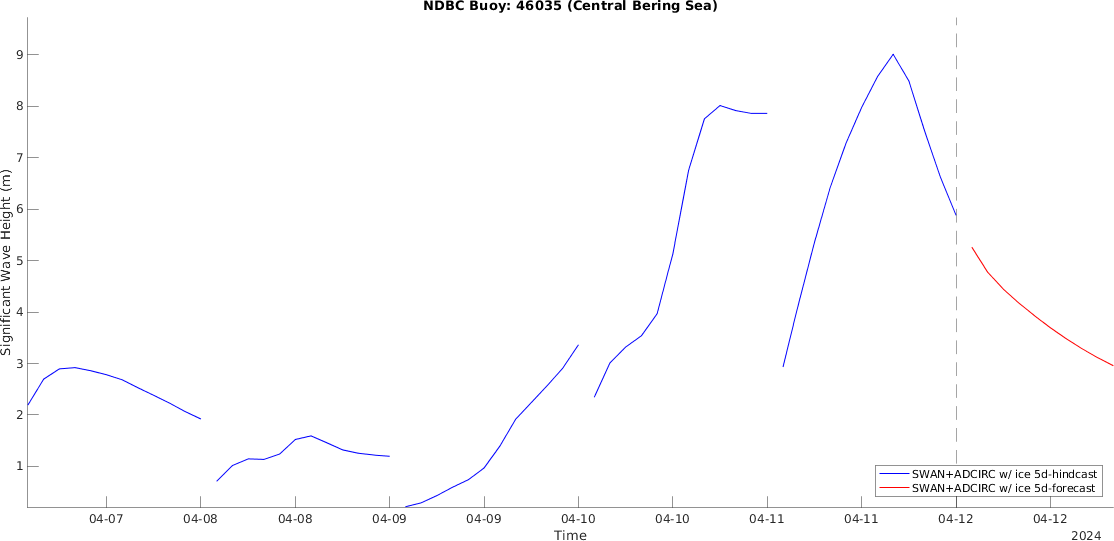 NDBC Buoy: 46035 (Central Bering Sea)
Significant Wave Height (m)
9
8
7
6
5
4
3
2
1
SWAN+ADCIRC w/ ice 5d-hindcast
SWAN+ADCIRC w/ ice 5d-forecast
04-07 04-08 04-08 04-09 04-09 04-10 04-10 04-11 04-11 04-12 04-12
Time
2024